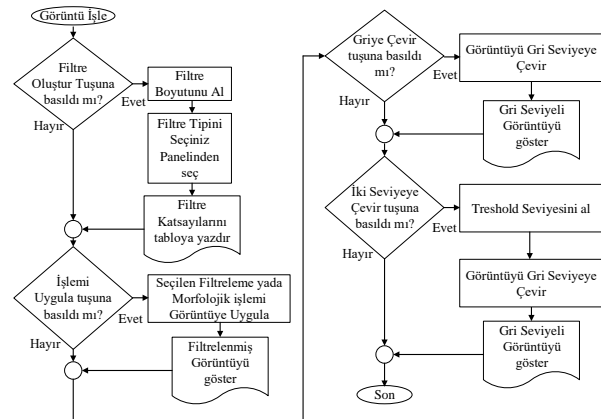 Görüntü İşle
Filtre
Oluştur Tuşuna
basıldı mı?
Evet
Hayır
Filtre
Boyutunu Al
Filtre Tipini
Seçiniz
Panelinden
seç
Filtre
Katsayılarını
tabloya yazdır
İşlemi
Uygula tuşuna
basıldı mı?
Evet
Hayır
Seçilen Filtreleme yada
Morfolojik işlemi
Görüntüye Uygula
Filtrelenmiş
Görüntüyü
göster
Griye Çevir
tuşuna basıldı
mı?
Evet
Hayır
Görüntüyü Gri Seviyeye
Çevir
Gri Seviyeli
Görüntüyü
göster
İki Seviyeye
Çevir tuşuna
basıldı mı?
Evet
Hayır
Treshold Seviyesini al
Görüntüyü Gri Seviyeye
Çevir
Gri Seviyeli
Görüntüyü
göster
Son